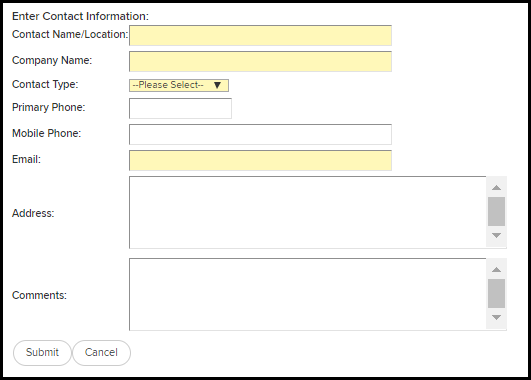 Enter Contact Information:
Contact Name/Location:
Company Name:
Contact Type: --Please Select--
Primary Phone:
Mobile Phone:
Email:
Address:
Comments:
Submit Cancel